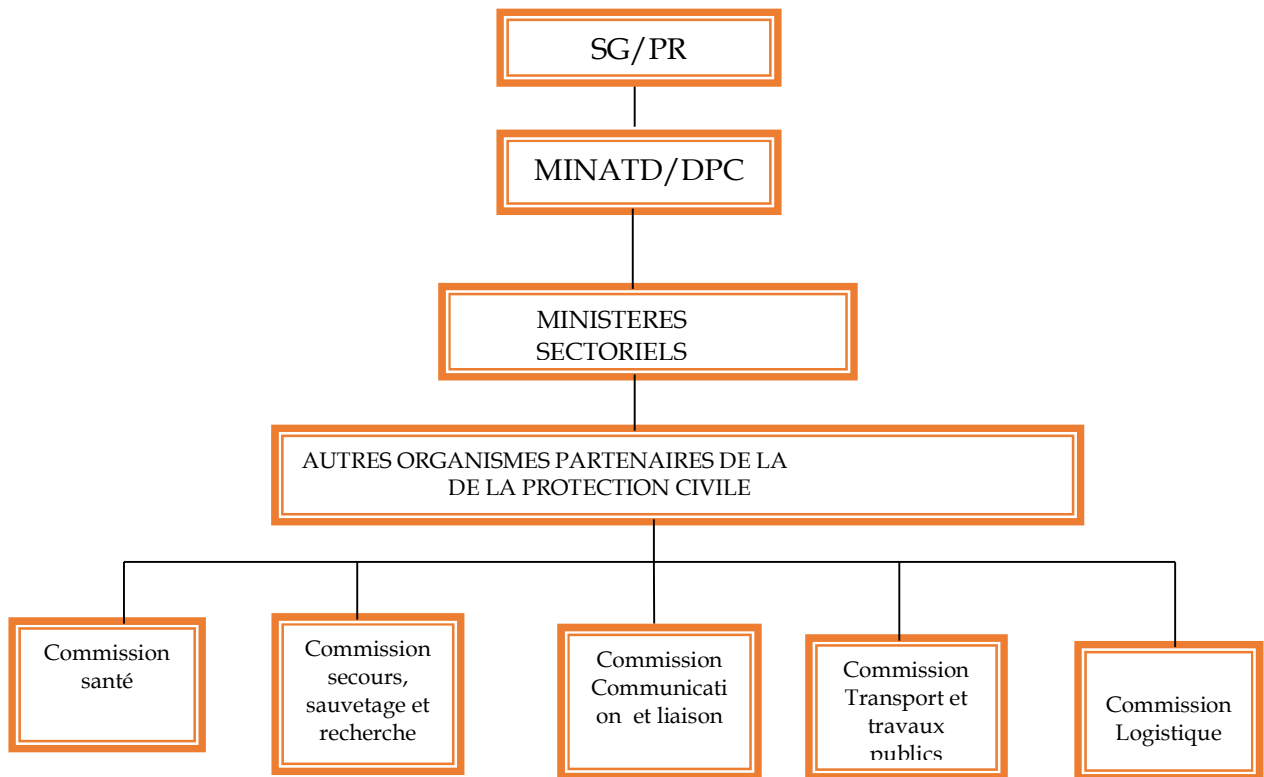 SG/PR
MINATD/DPC
MINISTERES
SECTORIELS
AUTRES ORGANISMES PARTENAIRES DE LA
DE LA PROTECTION CIVILE
Commission
santé
Commission
secours,
sauvetage et
recherche
Commission
Communicati
on et liaison
Commission
Transport et
travaux
publics
Commission
Logistique